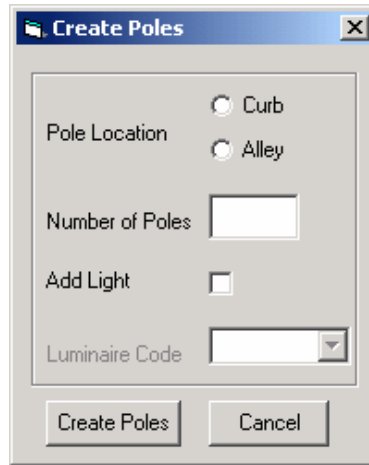 Create Poles
Curb
Pole Location
Alley
Number of Poles
Add Light
Luminaire Code
Create Poles Cancel